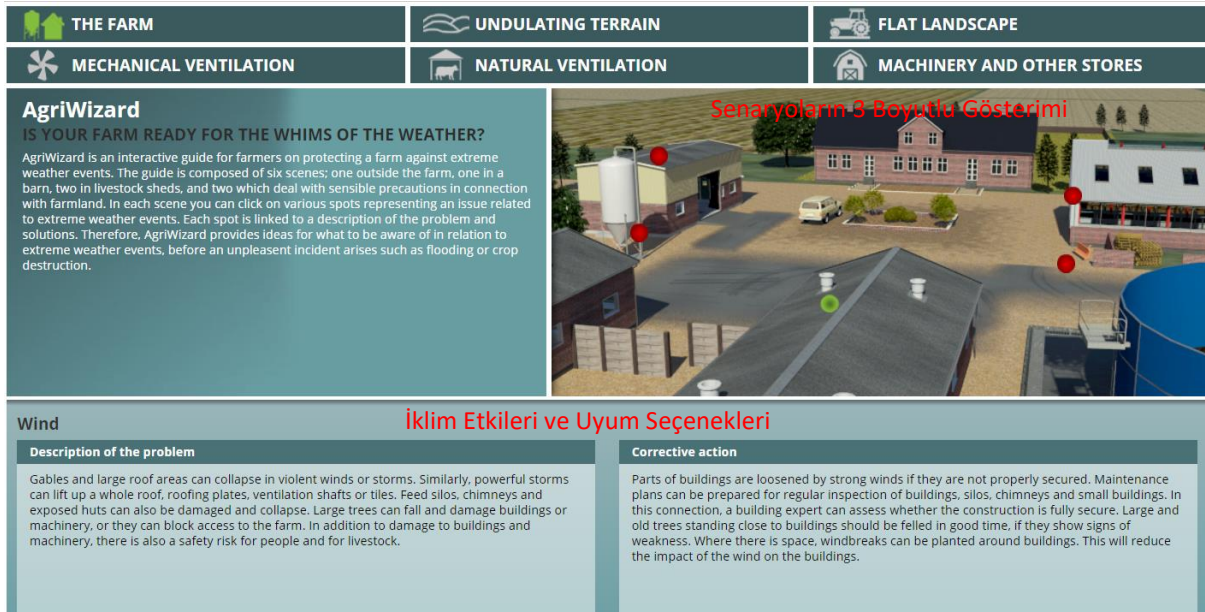 THE FARM
UNDULATING TERRAIN
FLAT LANDSCAPE
MECHANICAL VENTILATION
NATURAL VENTILATION
MACHINERY AND OTHER STORES
AgriWizard
IS YOUR FARM READY FOR THE WHIMS OF THE WEATHER?
AgriWizard is an interactive guide for farmers on protecting a farm against extreme
weather events. The guide is composed of six scenes; one outside the farm, one in a
barn, two in livestock sheds, and two which deal with sensible precautions in connection
with farmland. In each scene you can click on various spots representing an issue related
to extreme weather events. Each spot is linked to a description of the problem and
solutions. Therefore, AgriWizard provides ideas for what to be aware of in relation to
extreme weather events, before an unpleasent incident arises such as flooding or crop
destruction.
Senaryoların 3 Boyutlu Gösterimi
İklim Etkileri ve Uyum Seçenekleri
Wind
Description of the problem
Gables and large roof areas can collapse in violent winds or storms. Similarly, powerful storms
can lift up a whole roof, roofing plates, ventilation shafts or tiles. Feed silos, chimneys and
exposed huts can also be damaged and collapse. Large trees can fall and damage buildings or
machinery, or they can block access to the farm. In addition to damage to buildings and
machinery, there is also a safety risk for people and for livestock.
Corrective action
Parts of buildings are loosened by strong winds if they are not properly secured. Maintenance
plans can be prepared for regular inspection of buildings, silos, chimneys and small buildings. In
this connection, a building expert can assess whether the construction is fully secure. Large and
old trees standing close to buildings should be felled in good time, if they show signs of
weakness. Where there is space, windbreaks can be planted around buildings. This will reduce
the impact of the wind on the buildings.